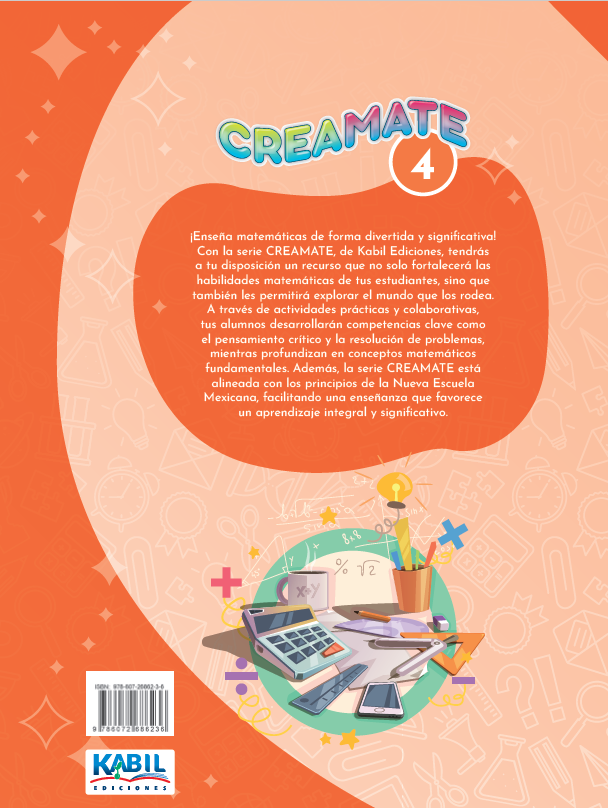 CREAMATE
4
¡Enseña matemáticas de forma divertida y significativa!
Con la serie CREAMATE, de Kabil Ediciones, tendrás
a tu disposición un recurso que no solo fortalecerá las
habilidades matemáticas de tus estudiantes, sino que
también les permitirá explorar el mundo que los rodea.
A través de actividades prácticas y colaborativas,
tus alumnos desarrollarán competencias clave como
el pensamiento crítico y la resolución de problemas,
mientras profundizan en conceptos matemáticos
fundamentales. Además, la serie CREAMATE está
alineada con los principios de la Nueva Escuela
Mexicana, facilitando una enseñanza que favorece
un aprendizaje integral y significativo.
% √2
ISBN: 978-607-26862-3-6
9 786072 686236
KABIL
EDICIONES